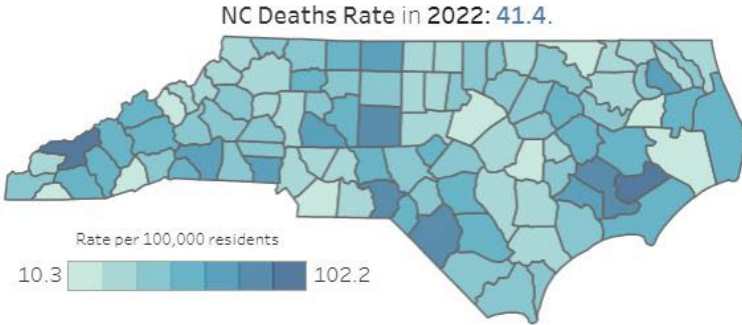 NC Deaths Rate in 2022: 41.4.
Rate per 100,000 residents
10.3 102.2